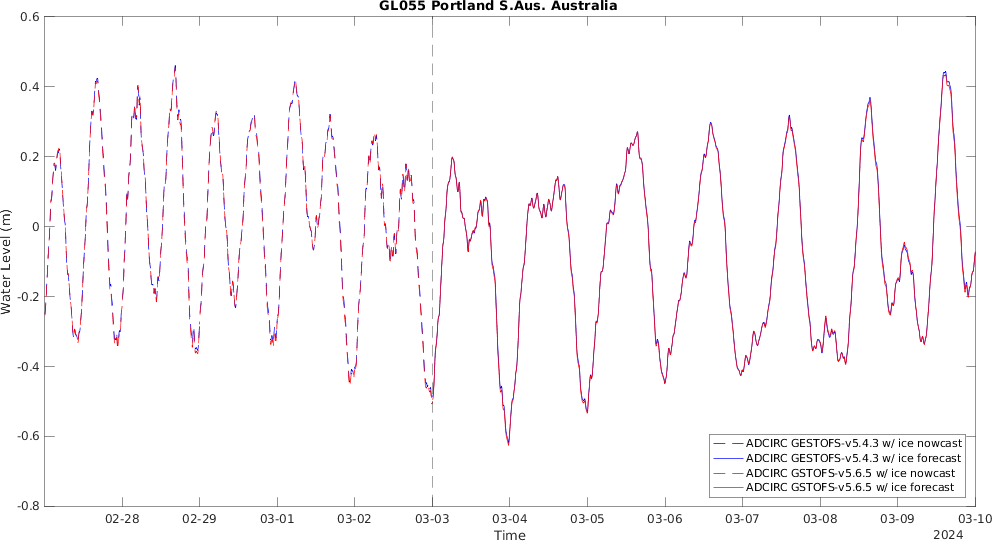 GL055 Portland S.Aus. Australia
0.6
0.4
0.2
0
-0.2
-0.4
-0.6
-0.8
Water Level (m)
ADCIRC GESTOFS-v5.4.3 w/ ice nowcast
ADCIRC GESTOFS-v5.4.3 w/ ice forecast
ADCIRC GSTOFS-v5.6.5 w/ ice nowcast
ADCIRC GSTOFS-v5.6.5 w/ ice forecast
02-28 02-29 03-01 03-02 03-03 03-04 03-05 03-06 03-07 03-08 03-09 03-10
Time
2024